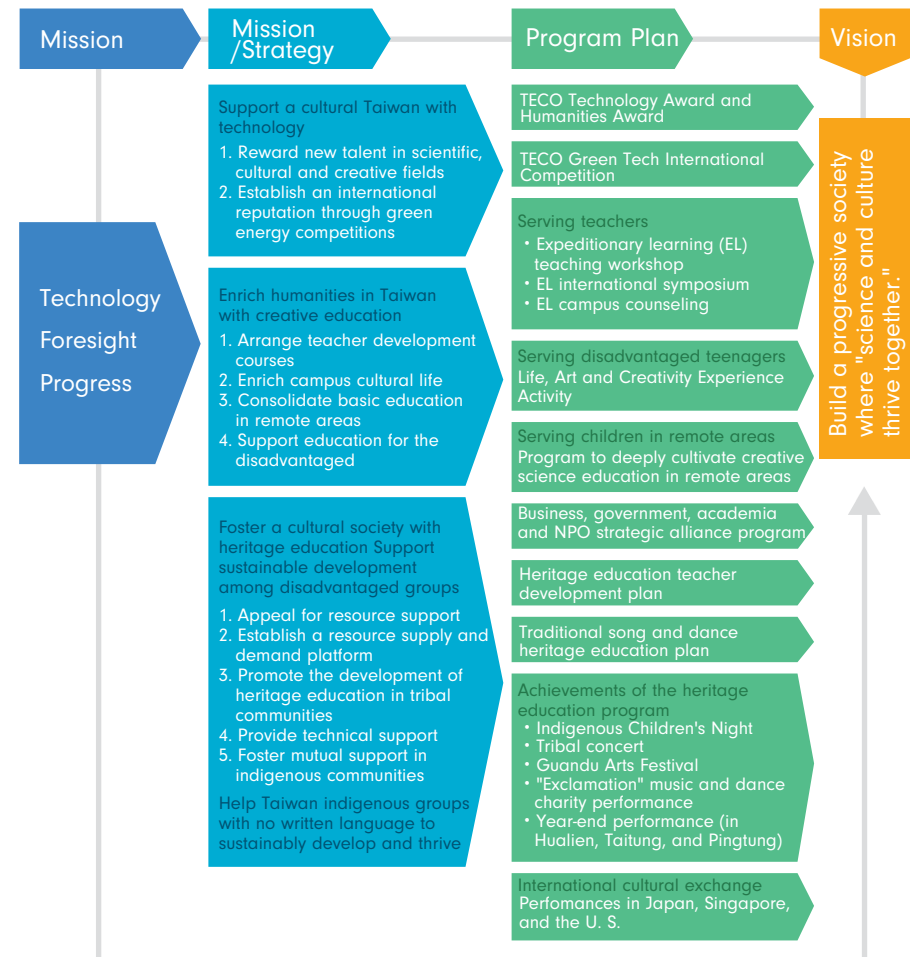 Mission
Mission
/Strategy
Program Plan
Vision
Technology
Foresight
Progress
Support a cultural Taiwan with
technology
1. Reward new talent in scientific,
cultural and creative fields
2. Establish an international
reputation through green
energy competitions
Enrich humanities in Taiwan
with creative education
1. Arrange teacher development
courses
2. Enrich campus cultural life
3. Consolidate basic education
in remote areas
4. Support education for the
disadvantaged
Foster a cultural society with
heritage education Support
sustainable development
among disadvantaged groups
1. Appeal for resource support
2. Establish a resource supply and
demand platform
3. Promote the development of
heritage education in tribal
communities
4. Provide technical support
5. Foster mutual support in
indigenous communities
Help Taiwan indigenous groups
with no written language to
sustainably develop and thrive
TECO Technology Award and
Humanities Award
TECO Green Tech International
Competition
Serving teachers
• Expeditionary learning (EL)
teaching workshop
• EL international symposium
• EL campus counseling
Serving disadvantaged teenagers
Life, Art and Creativity Experience
Activity
Serving children in remote areas
Program to deeply cultivate creative
science education in remote areas
Business, government, academia
and NPO strategic alliance program
Heritage education teacher
development plan
Traditional song and dance
heritage education plan
Achievements of the heritage
education program
• Indigenous Children's Night
• Tribal concert
• Guandu Arts Festival
• "Exclamation" music and dance
charity performance
• Year-end performance (in
Hualien, Taitung, and Pingtung)
International cultural exchange
Perfomances in Japan, Singapore,
and the U. S.
Build a progressive society
where "science and culture
thrive together."